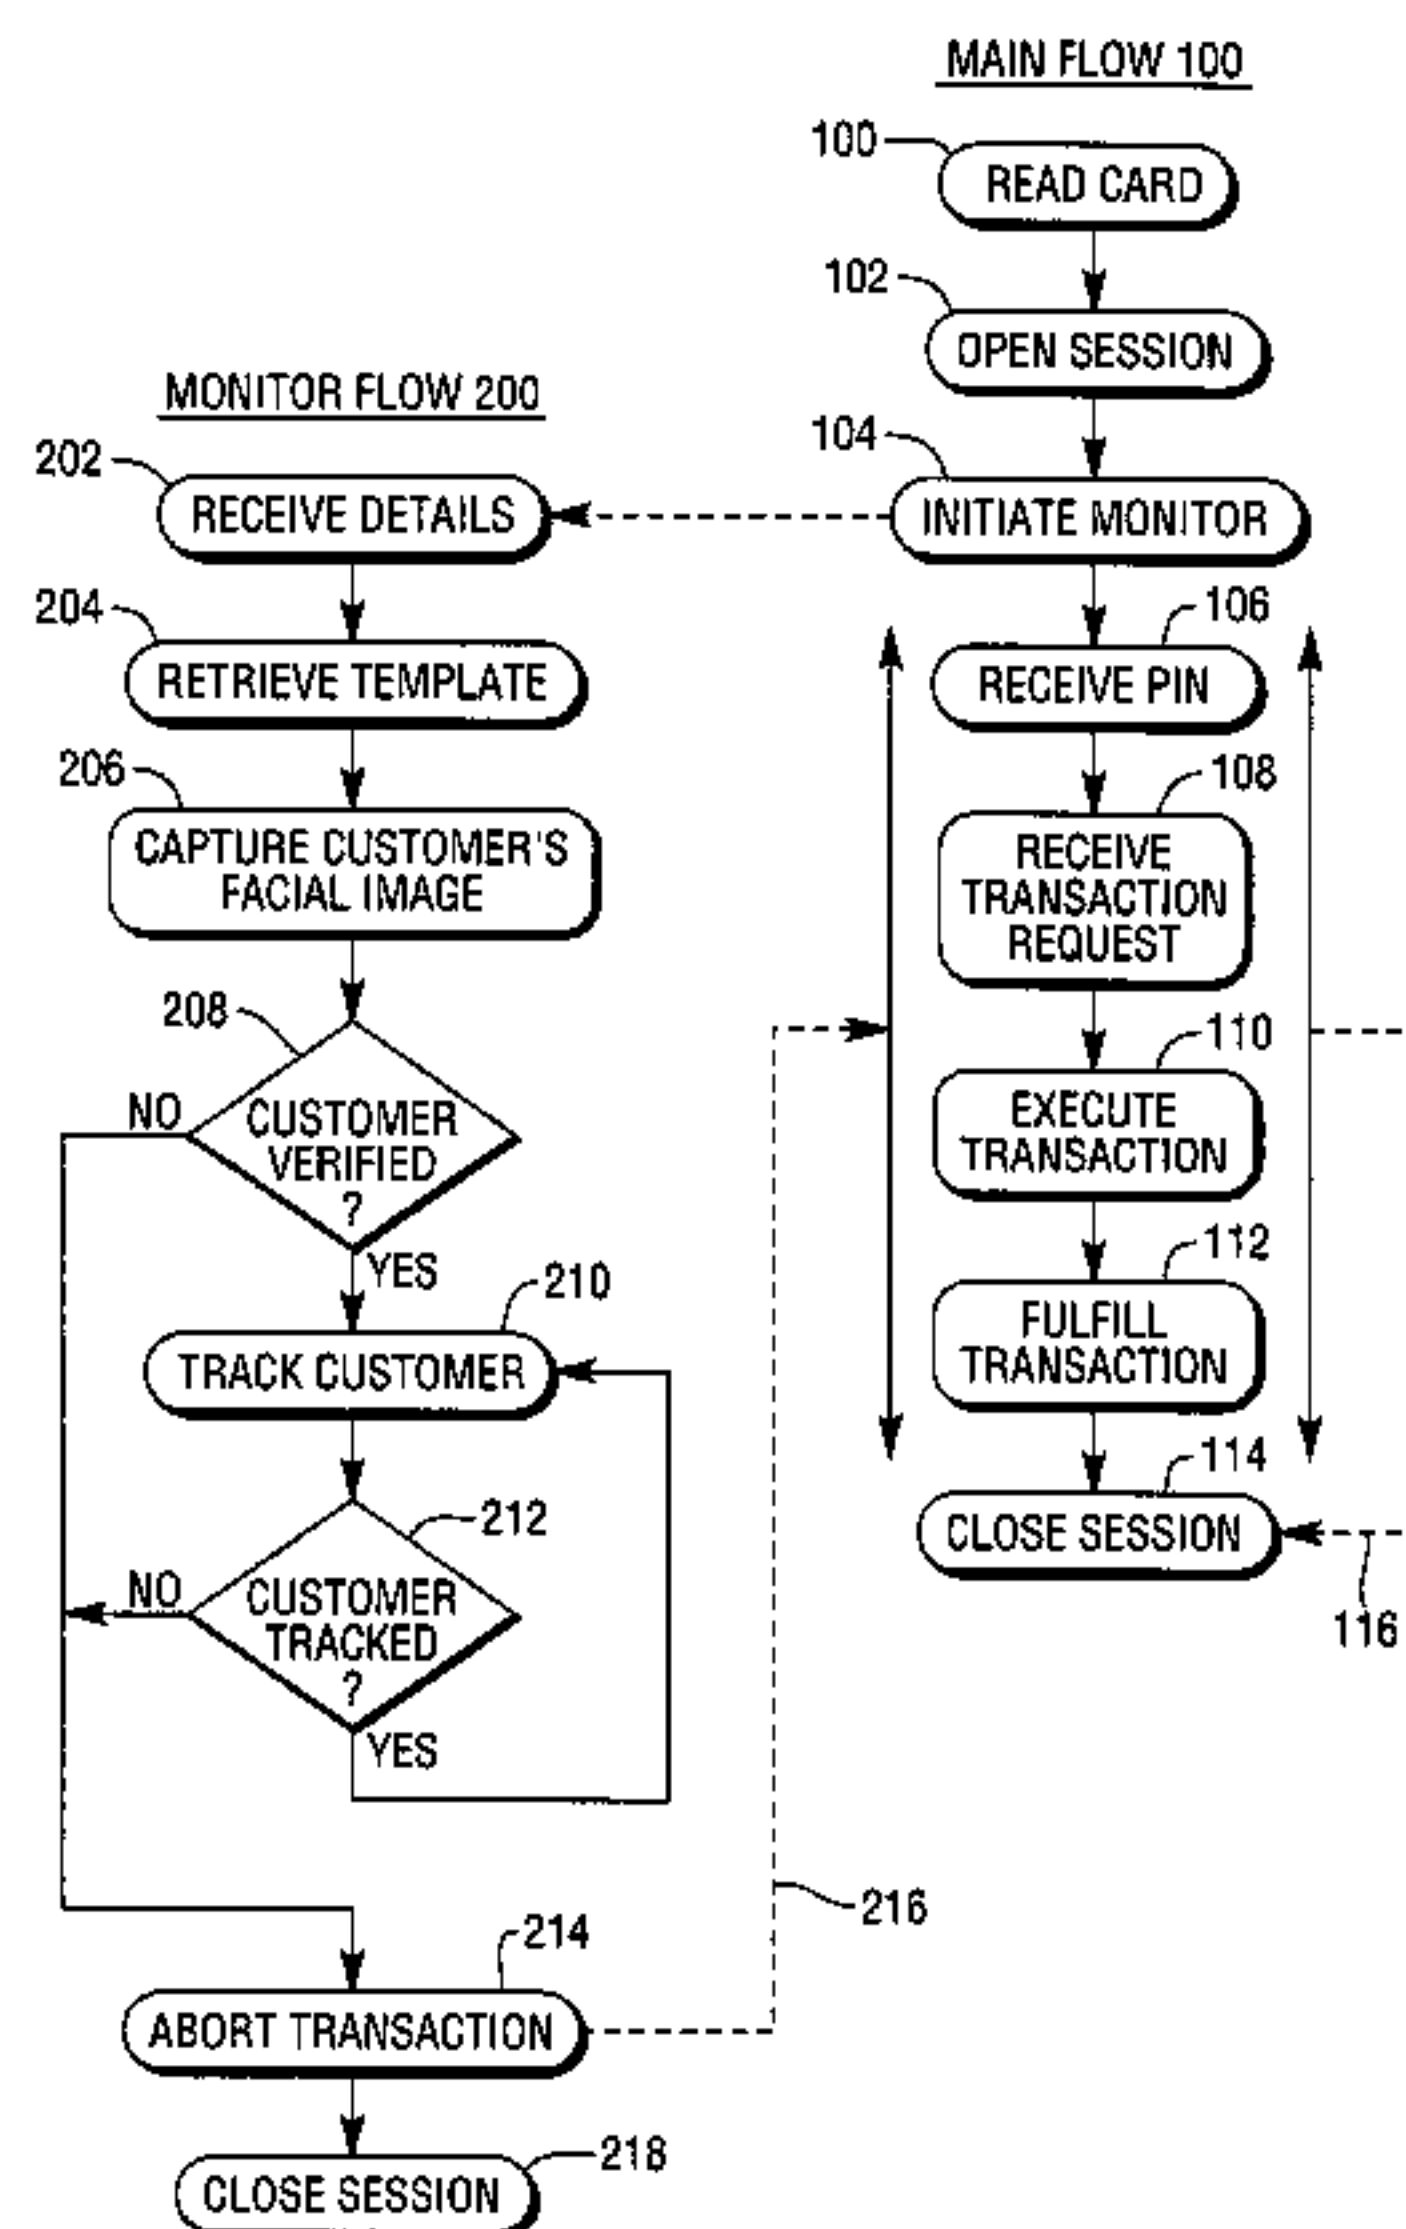 MAIN FLOW 100
100
READ CARD
102
OPEN SESSION
104
INITIATE MONITOR
106
RECEIVE PIN
108
RECEIVE
TRANSACTION
REQUEST
110
EXECUTE
TRANSACTION
112
FULFILL
TRANSACTION
114
CLOSE SESSION
116
MONITOR FLOW 200
202
RECEIVE DETAILS
204
RETRIEVE TEMPLATE
206
CAPTURE CUSTOMER'S
FACIAL IMAGE
208
NO
CUSTOMER
VERIFIED
?
YES
210
TRACK CUSTOMER
212
NO
CUSTOMER
TRACKED
?
YES
216
214
ABORT TRANSACTION
218
CLOSE SESSION